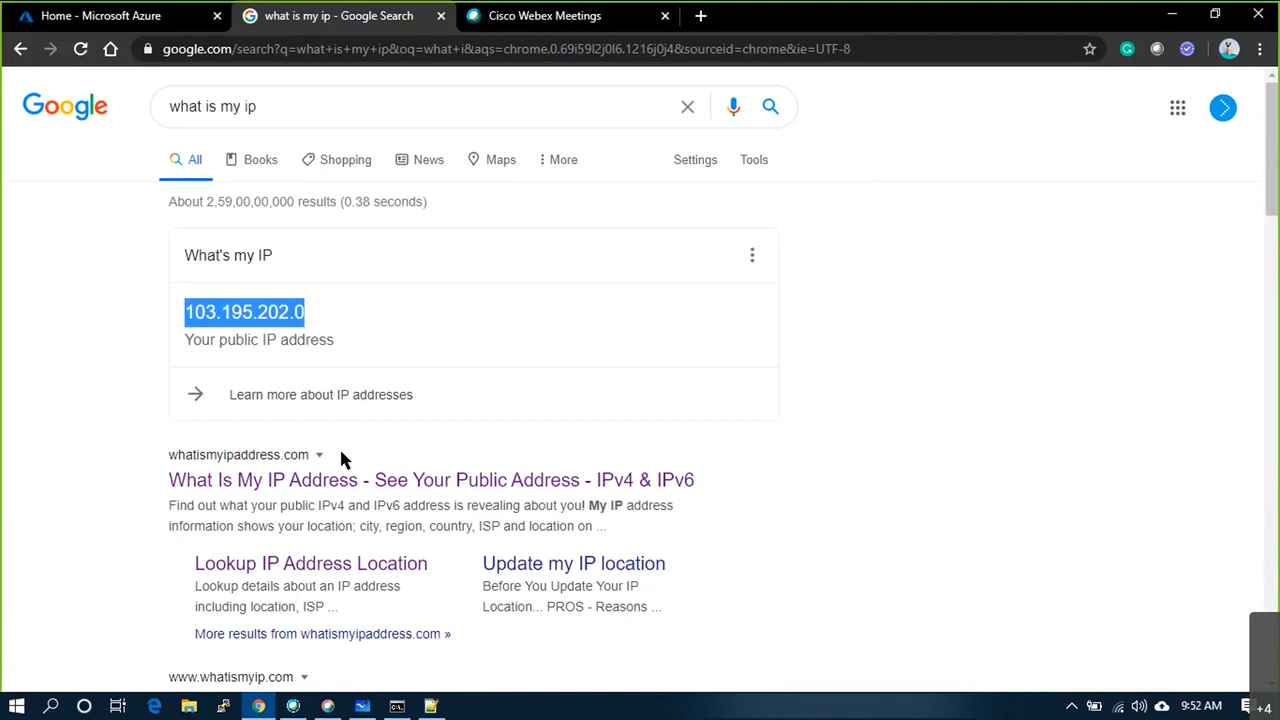 Home - Microsoft Azure
what is my ip - Google Search
Cisco Webex Meetings
google.com/search?q=what+is+my+ip&oq=what+i&aqs=chrome.0.69i59l2j0l6.1216j0j4&sourceid=chrome&ie=UTF-8
Google
what is my ip
All Books Shopping News Maps More Settings Tools
About 2,59,00,00,000 results (0.38 seconds)
What's my IP
103.195.202.0
Your public IP address
Learn more about IP addresses
whatismyipaddress.com
What Is My IP Address - See Your Public Address - IPv4 & IPv6
Find out what your public IPv4 and IPv6 address is revealing about you! My IP address
information shows your location; city, region, country, ISP and location on ...
Lookup IP Address Location
Lookup details about an IP address
including location, ISP ...
Update my IP location
Before You Update Your IP
Location... PROS - Reasons ...
More results from whatismyipaddress.com »
www.whatismyip.com
9:52 AM
+4